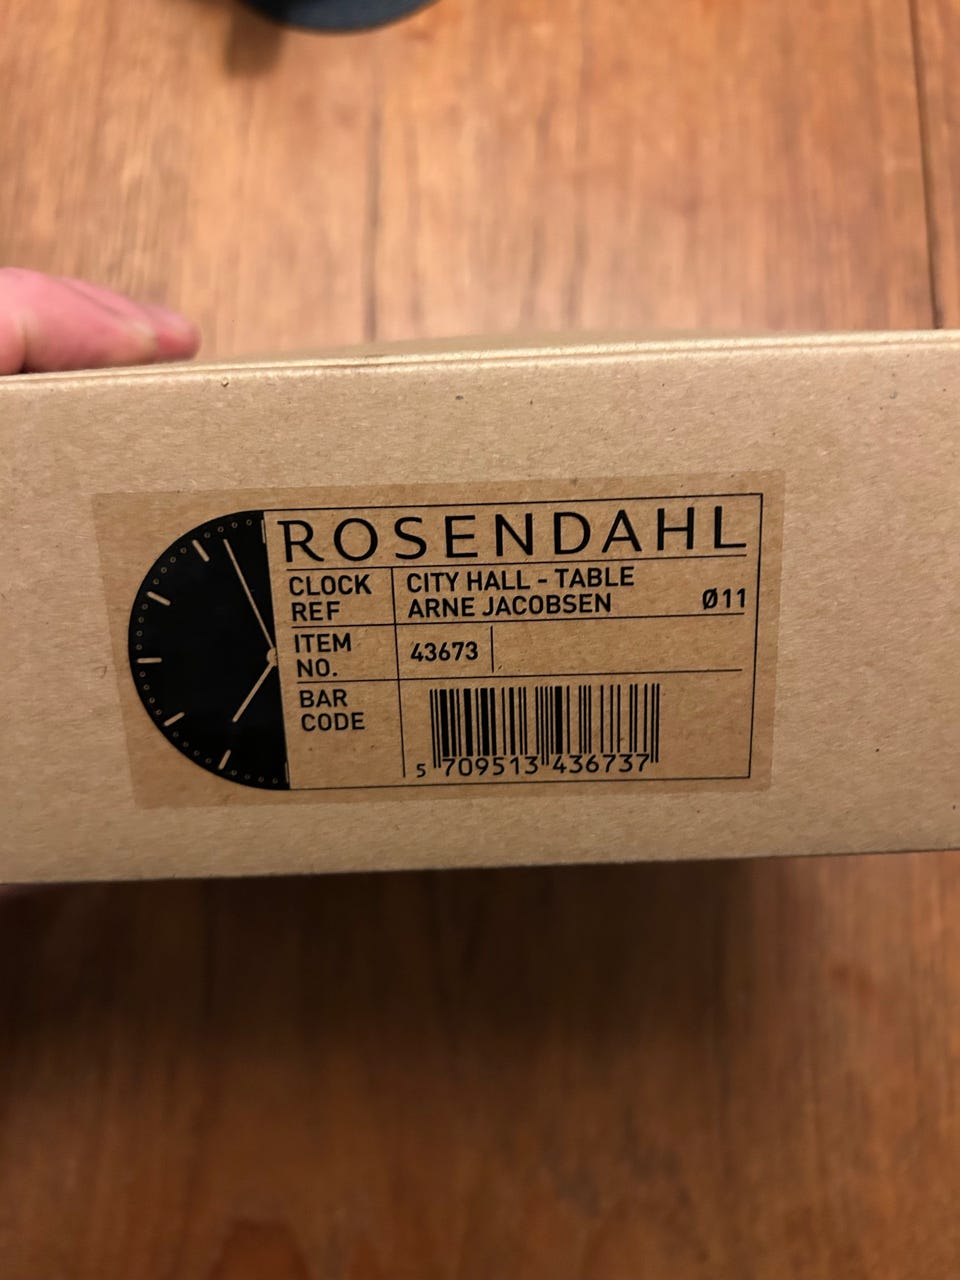 ROSENDAHL
CLOCK REF
CITY HALL - TABLE
ARNE JACOBSEN Ø11
ITEM NO.
43673
BAR CODE
5 709513 436737